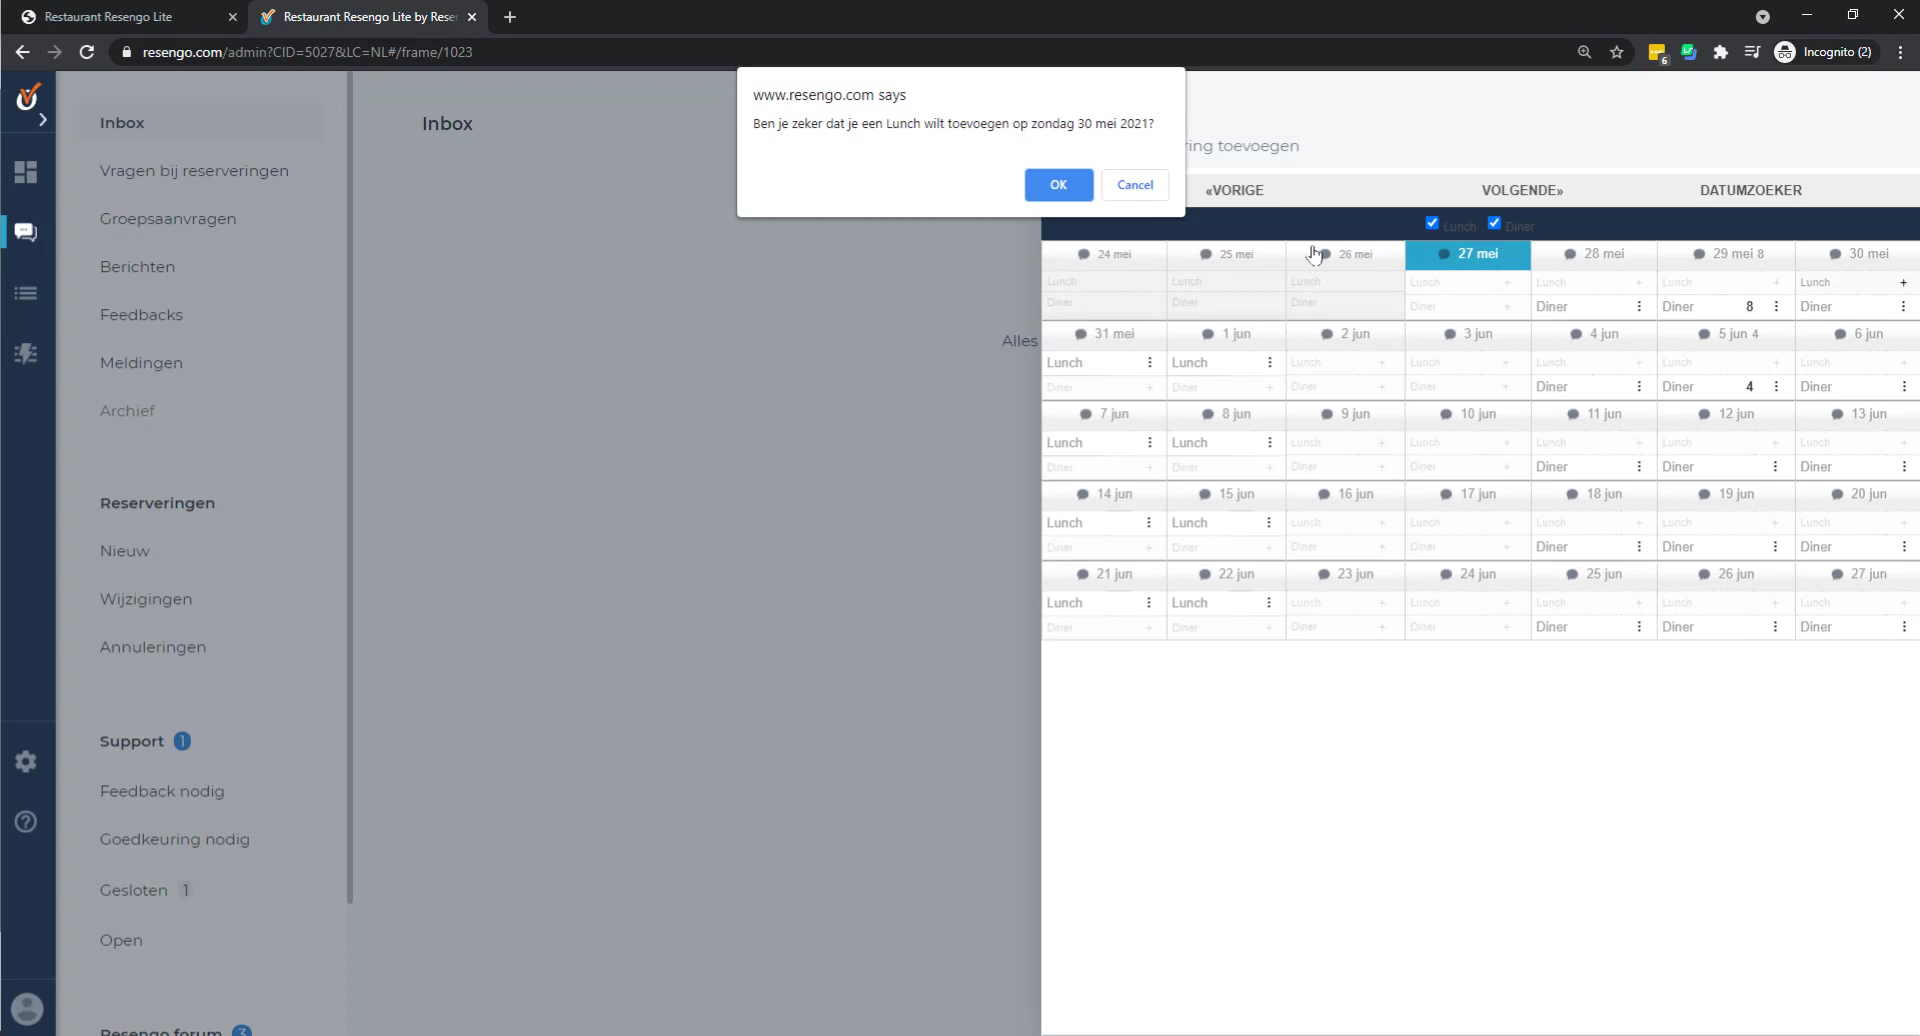 Restaurant Resengo Lite
Restaurant Resengo Lite by Rese
resengo.com/admin?CID=5027&LC=NL#/frame/1023
6
Incognito (2)
www.resengo.com says
Ben je zeker dat je een Lunch wilt toevoegen op zondag 30 mei 2021?
OK Cancel
Inbox
Vragen bij reserveringen
Groepsaanvragen
Berichten
Feedbacks
Meldingen
Archief
Reserveringen
Nieuw
Wijzigingen
Annuleringen
Support 1
Feedback nodig
Goedkeuring nodig
Gesloten 1
Open
Resengo forum 3
Inbox
Alles
ring toevoegen
«VORIGE VOLGENDE» DATUMZOEKER
Lunch Diner
24 mei 25 mei 26 mei 27 mei 28 mei 29 mei 8 30 mei
Lunch Lunch Lunch Lunch + Lunch + Lunch + Lunch +
Diner Diner Diner Diner + Diner Diner 8 Diner
31 mei 1 jun 2 jun 3 jun 4 jun 5 jun 4 6 jun
Lunch Lunch Lunch + Lunch + Lunch + Lunch + Lunch +
Diner + Diner + Diner + Diner + Diner Diner 4 Diner
7 jun 8 jun 9 jun 10 jun 11 jun 12 jun 13 jun
Lunch Lunch Lunch + Lunch + Lunch + Lunch + Lunch +
Diner + Diner + Diner + Diner + Diner Diner Diner
14 jun 15 jun 16 jun 17 jun 18 jun 19 jun 20 jun
Lunch Lunch Lunch + Lunch + Lunch + Lunch + Lunch +
Diner + Diner + Diner + Diner + Diner Diner Diner
21 jun 22 jun 23 jun 24 jun 25 jun 26 jun 27 jun
Lunch Lunch Lunch + Lunch + Lunch + Lunch + Lunch +
Diner + Diner + Diner + Diner + Diner Diner Diner